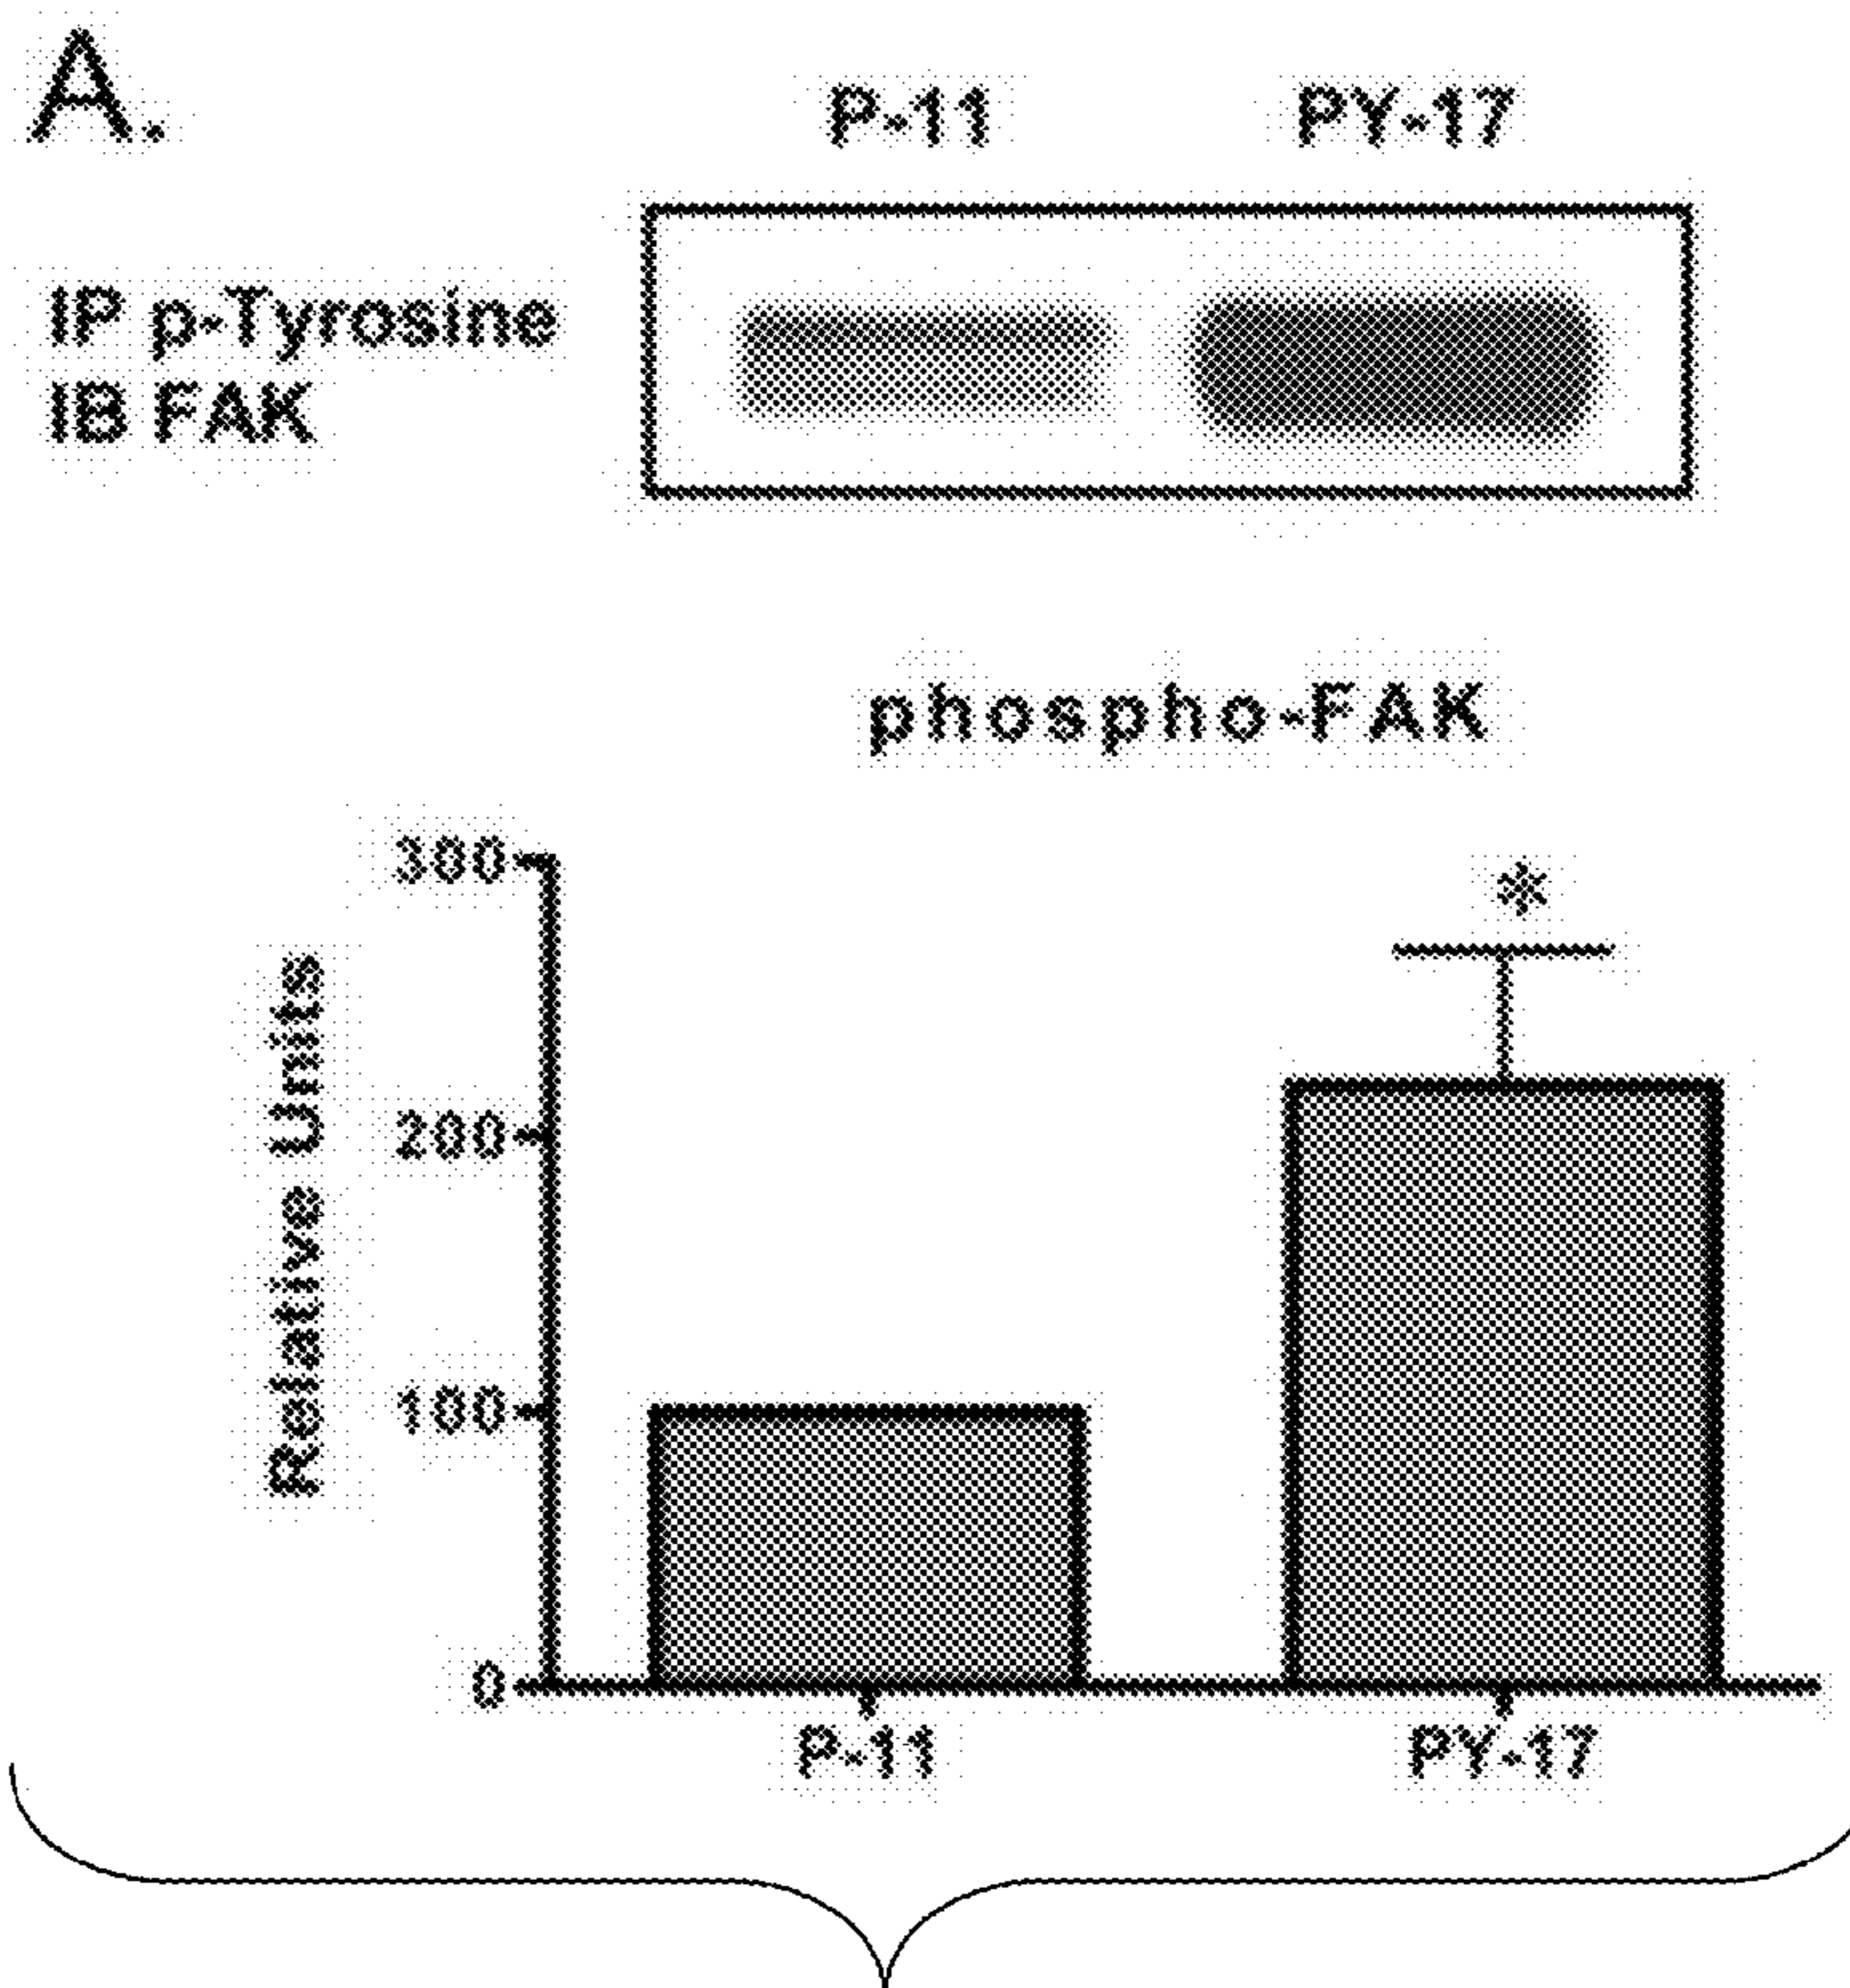 A.
P-11 PY-17
IP p-Tyrosine
IB FAK
phospho-FAK
300
*
200
100
0
Relative Units
P-11 PY-17